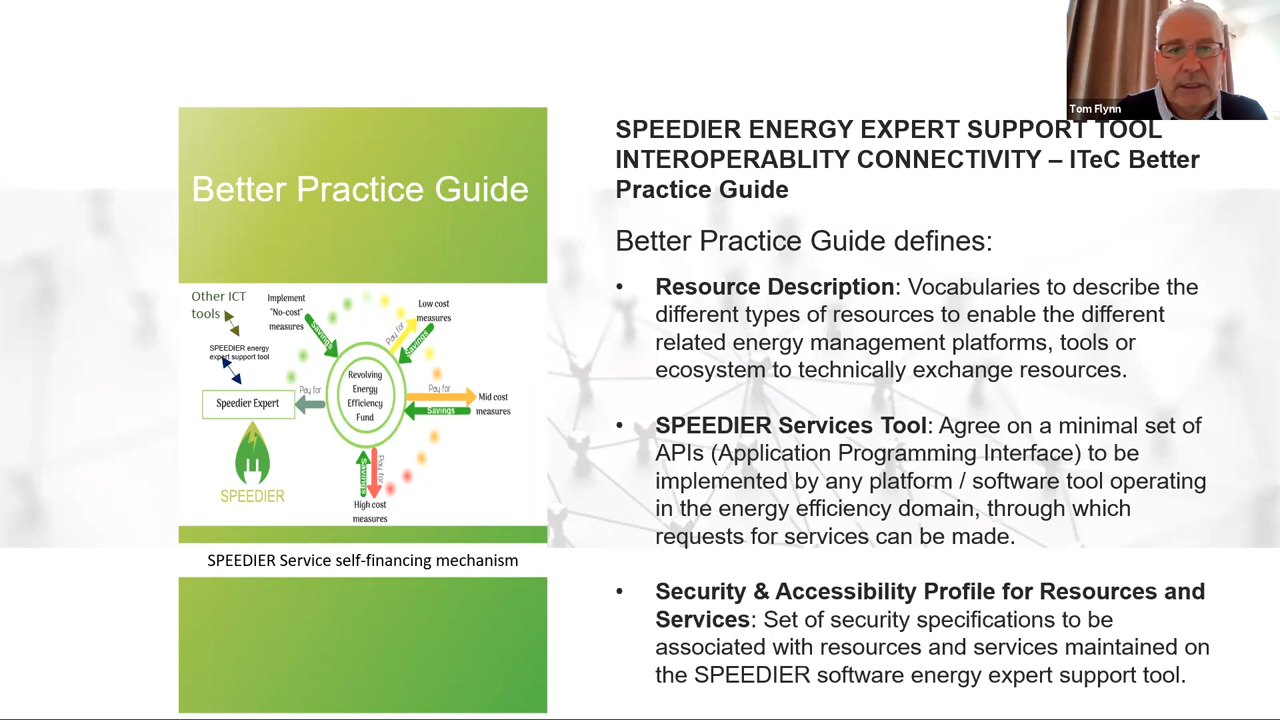 Tom Flynn
Better Practice Guide
Other ICT
tools
Implement
"No-cost"
measures
Low cost
measures
Savings
Pay for
Savings
SPEEDIER energy
expert support tool
Speedier Expert
Pay for
Revolving
Energy
Efficiency
Fund
Pay for
Savings
Mid cost
measures
Savings
Pay for
SPEEDIER
High cost
measures
SPEEDIER Service self-financing mechanism
SPEEDIER ENERGY EXPERT SUPPORT TOOL
INTEROPERABLITY CONNECTIVITY – ITeC Better
Practice Guide
Better Practice Guide defines:
• Resource Description: Vocabularies to describe the
different types of resources to enable the different
related energy management platforms, tools or
ecosystem to technically exchange resources.
• SPEEDIER Services Tool: Agree on a minimal set of
APIs (Application Programming Interface) to be
implemented by any platform / software tool operating
in the energy efficiency domain, through which
requests for services can be made.
• Security & Accessibility Profile for Resources and
Services: Set of security specifications to be
associated with resources and services maintained on
the SPEEDIER software energy expert support tool.